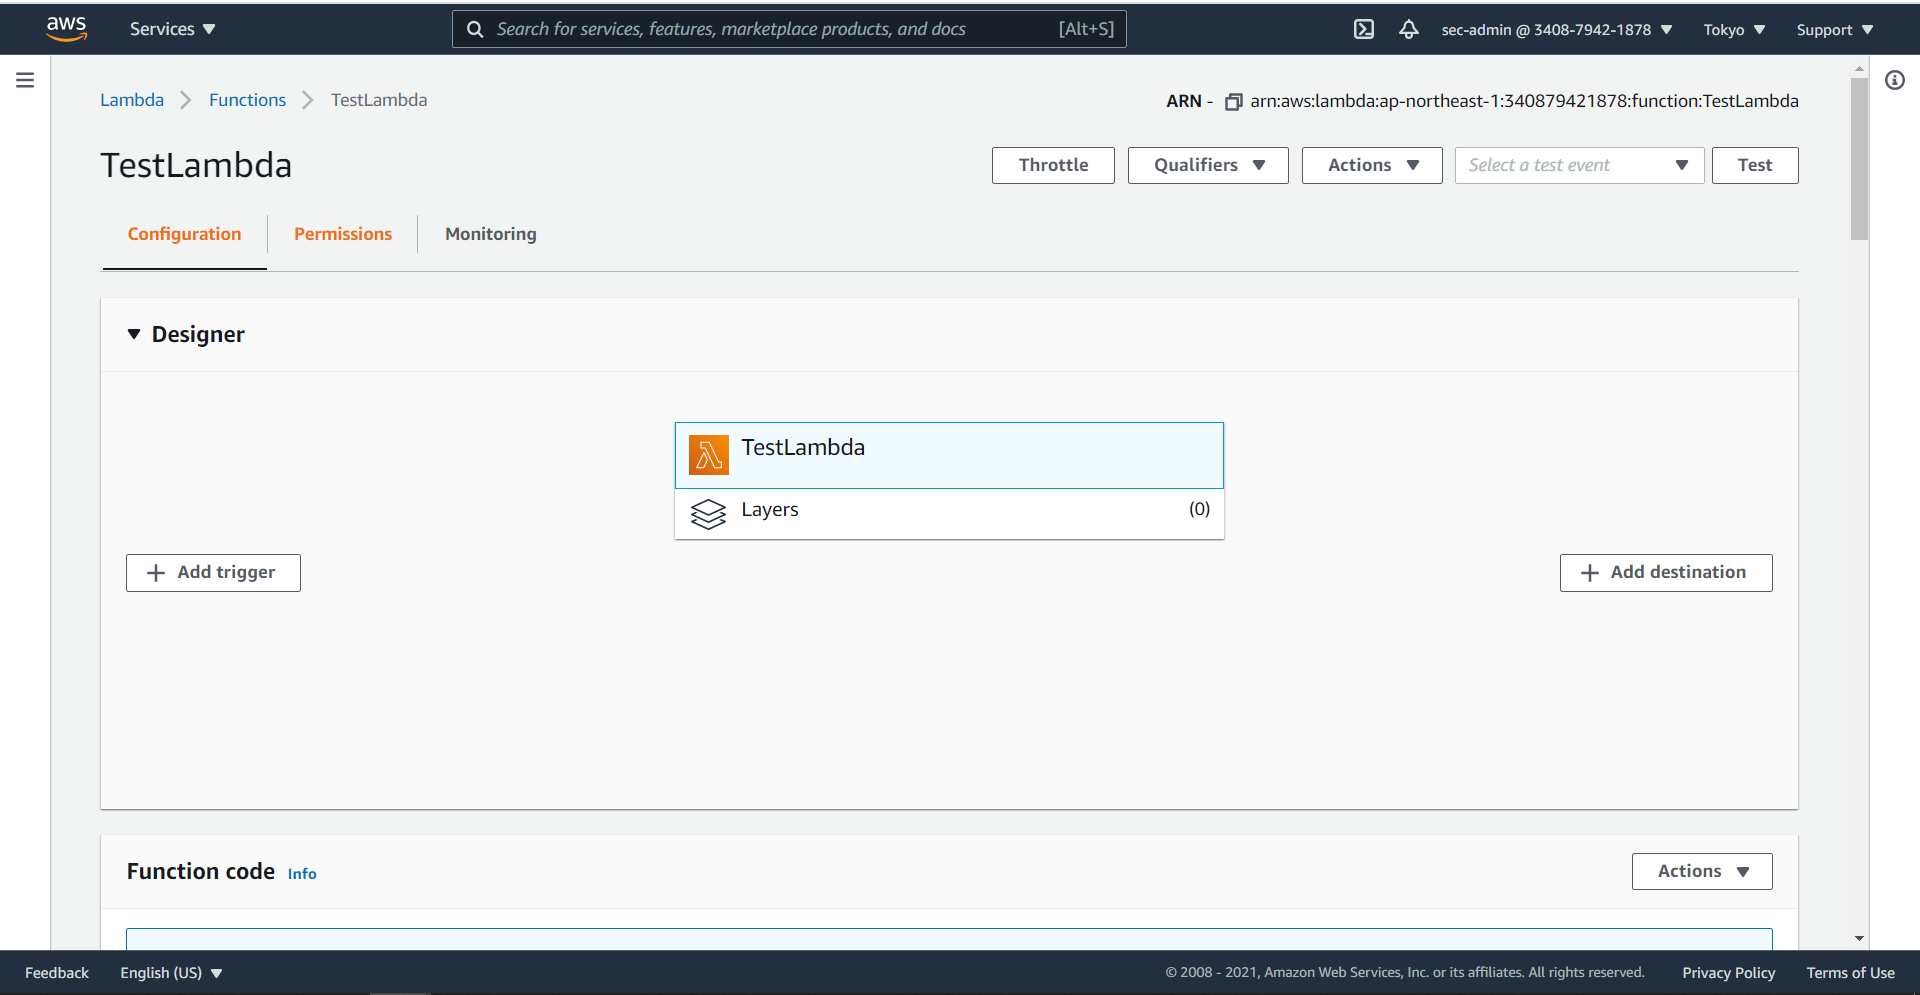 aws Services Search for services, features, marketplace products, and docs [Alt+S] sec-admin @ 3408-7942-1878 Tokyo Support
Lambda Functions TestLambda ARN - arn:aws:lambda:ap-northeast-1:340879421878:function:TestLambda
TestLambda Throttle Qualifiers Actions Select a test event Test
Configuration Permissions Monitoring
Designer
TestLambda
Layers (0)
+ Add trigger + Add destination
Function code Info Actions
Feedback English (US) © 2008 - 2021, Amazon Web Services, Inc. or its affiliates. All rights reserved. Privacy Policy Terms of Use